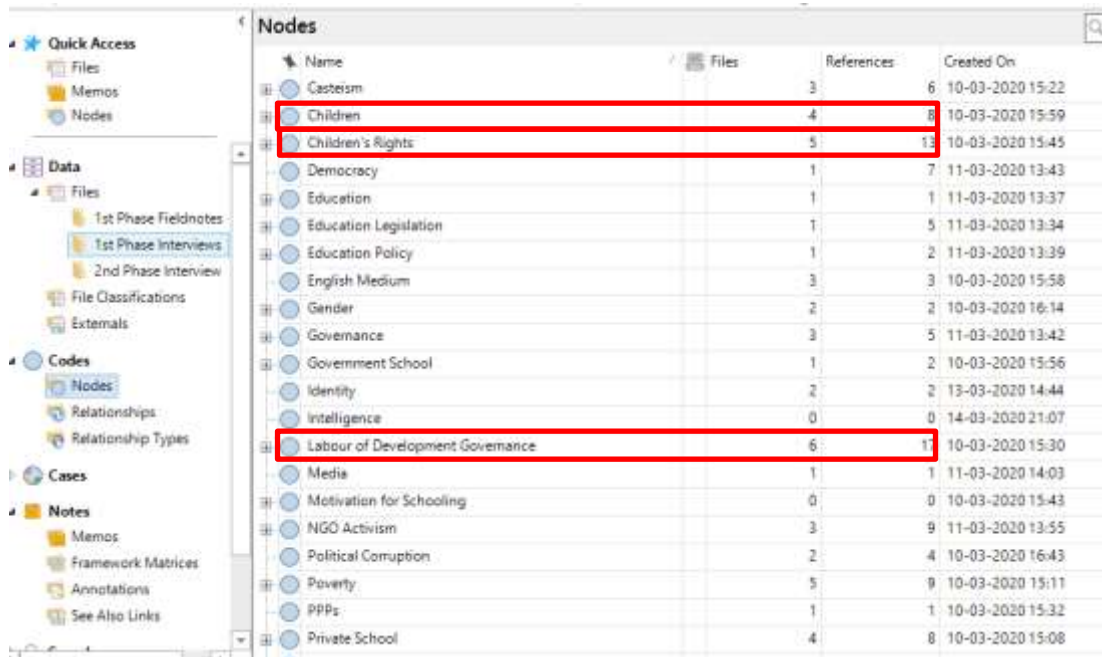 Quick Access
Files
Memos
Nodes
Data
Files
1st Phase Fieldnotes
1st Phase Interviews
2nd Phase Interview
File Classifications
Externals
Codes
Nodes
Relationships
Relationship Types
Cases
Notes
Memos
Framework Matrices
Annotations
See Also Links
Nodes
Name Files References Created On
Casteism 3 6 10-03-2020 15:22
Children 4 8 10-03-2020 15:59
Children's Rights 5 13 10-03-2020 15:45
Democracy 1 7 11-03-2020 13:43
Education 1 1 11-03-2020 13:37
Education Legislation 1 5 11-03-2020 13:34
Education Policy 1 2 11-03-2020 13:39
English Medium 3 3 10-03-2020 15:58
Gender 2 2 10-03-2020 16:14
Governance 3 5 11-03-2020 13:42
Government School 1 2 10-03-2020 15:56
Identity 2 2 13-03-2020 14:44
Intelligence 0 0 14-03-2020 21:07
Labour of Development Governance 6 17 10-03-2020 15:30
Media 1 1 11-03-2020 14:03
Motivation for Schooling 0 0 10-03-2020 15:43
NGO Activism 3 9 11-03-2020 13:55
Political Corruption 2 4 10-03-2020 16:43
Poverty 5 9 10-03-2020 15:11
PPPs 1 1 10-03-2020 15:32
Private School 4 8 10-03-2020 15:08